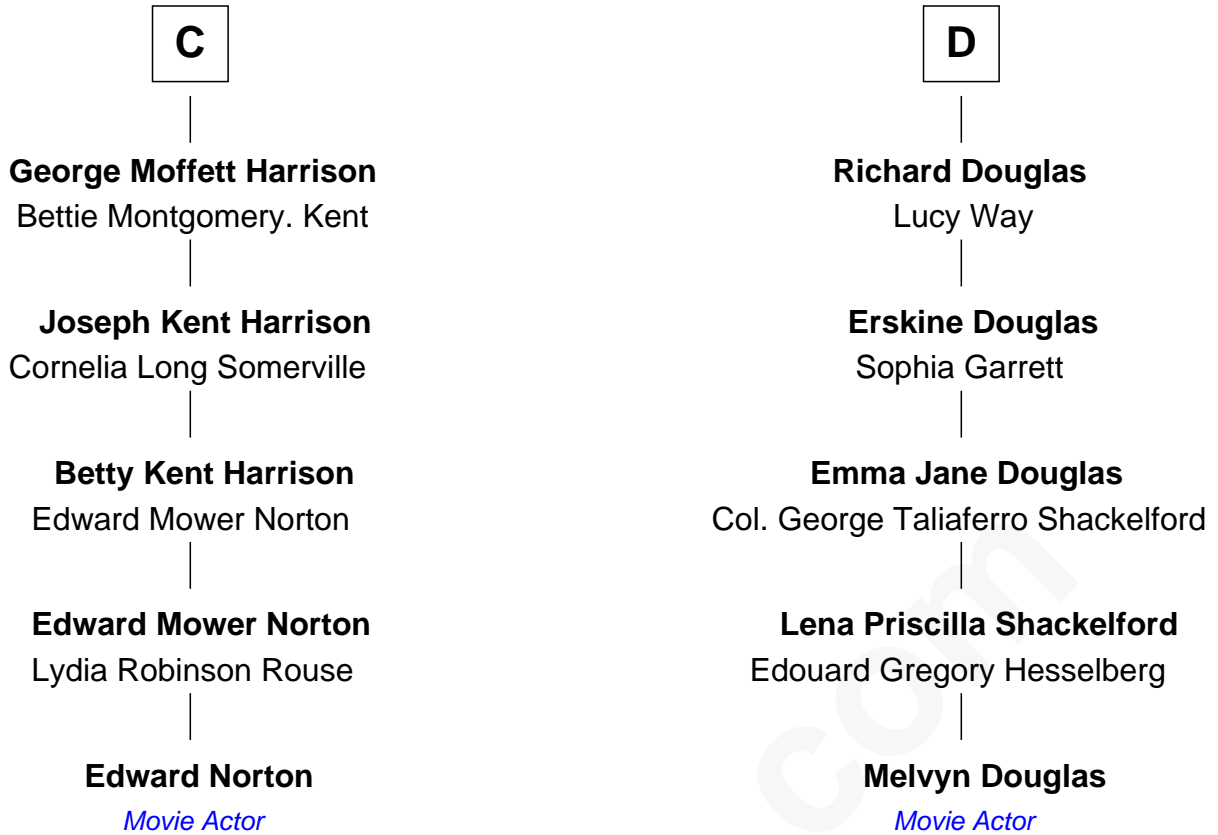 C
George Moffett Harrison
Bettie Montgomery. Kent
Joseph Kent Harrison
Cornelia Long Somerville
Betty Kent Harrison
Edward Mower Norton
Edward Mower Norton
Lydia Robinson Rouse
Edward Norton
Movie Actor
D
Richard Douglas
Lucy Way
Erskine Douglas
Sophia Garrett
Emma Jane Douglas
Col. George Taliaferro Shackelford
Lena Priscilla Shackelford
Edouard Gregory Hesselberg
Melvyn Douglas
Movie Actor
com